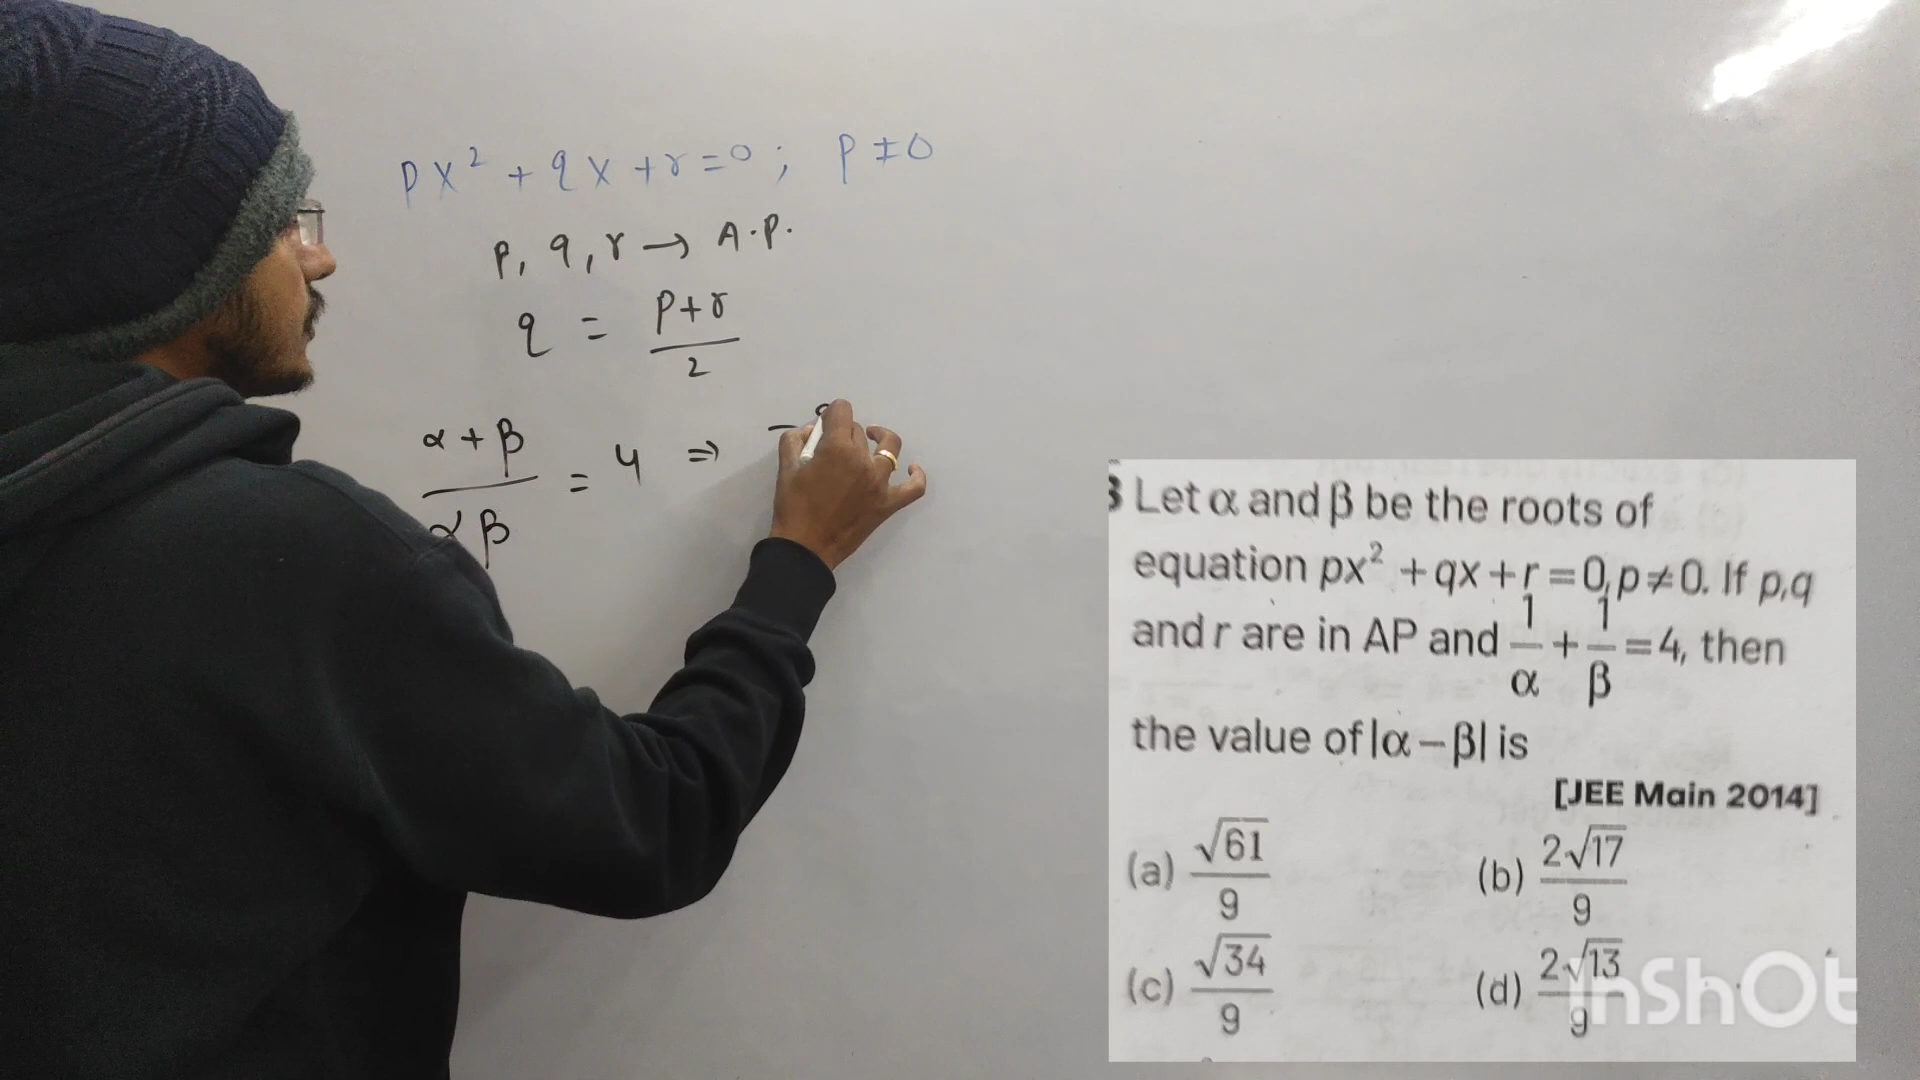 px² + qx + r = 0 ; p ≠ 0
p, q, r → A.P.
q = p + r / 2
α + β / αβ = 4 ⇒ −
Let α and β be the roots of
equation px² + qx + r = 0, p ≠ 0. If p, q
and r are in AP and 1/α + 1/β = 4, then
the value of |α − β| is
[JEE Main 2014]
(a) √61 / 9 (b) 2√17 / 9
(c) √34 / 9 (d) 2√13 / 9
InShOt